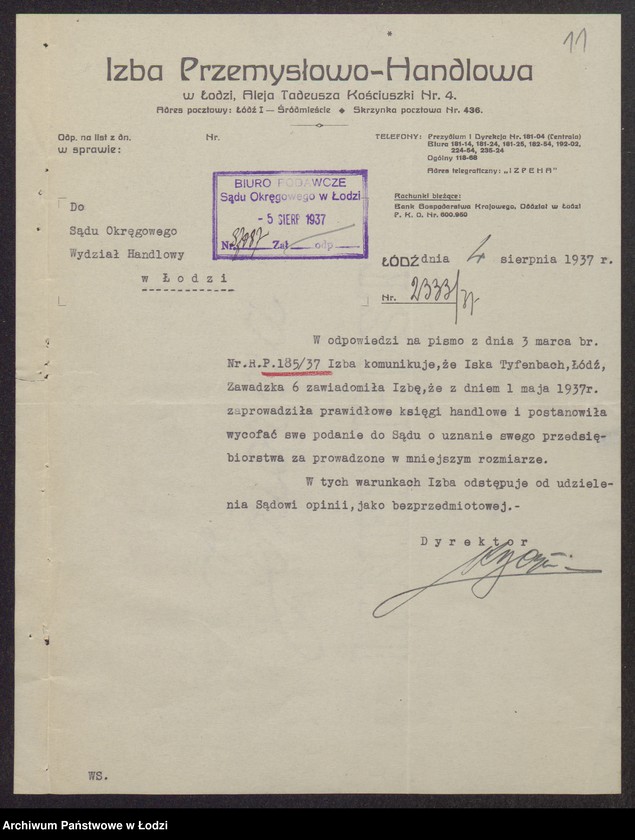 11
Izba Przemysłowo-Handlowa
w Łodzi, Aleja Tadeusza Kościuszki Nr. 4.
Adres pocztowy: Łódź I — Śródmieście ◆ Skrzynka pocztowa Nr. 436.
Odp. na list z dn. Nr.
w sprawie:
TELEFONY: Prezydium i Dyrekcja Nr. 181-04 (Centrala)
Biura 181-14, 181-24, 181-25, 182-54, 192-02,
224-54, 235-24
Ogólny 118-68
Adres telegraficzny: „IZPEHA"
Rachunki bieżące:
Bank Gospodarstwa Krajowego, Oddział w Łodzi
P. K. O. Nr. 600.950
BIURO PODAWCZE
Sądu Okręgowego w Łodzi
- 5 SIERP 1937
Nr. Zał odp.
Do
Sądu Okręgowego
Wydział Handlowy
w Łodzi
ŁÓDŹ dnia 4 sierpnia 1937 r.
Nr. 2333/37
W odpowiedzi na pismo z dnia 3 marca br.
Nr.H.P.185/37 Izba komunikuje,że Iska Tyfenbach,Łódź,
Zawadzka 6 zawiadomiła Izbę,że z dniem 1 maja 1937r.
zaprowadziła prawidłowe księgi handlowe i postanowiła
wycofać swe podanie do Sądu o uznanie swego przedsię-
biorstwa za prowadzone w mniejszym rozmiarze.
W tych warunkach Izba odstępuje od udziele-
nia Sądowi opinii,jako bezprzedmiotowej.-
Dyrektor
WS.
Archiwum Państwowe w Łodzi